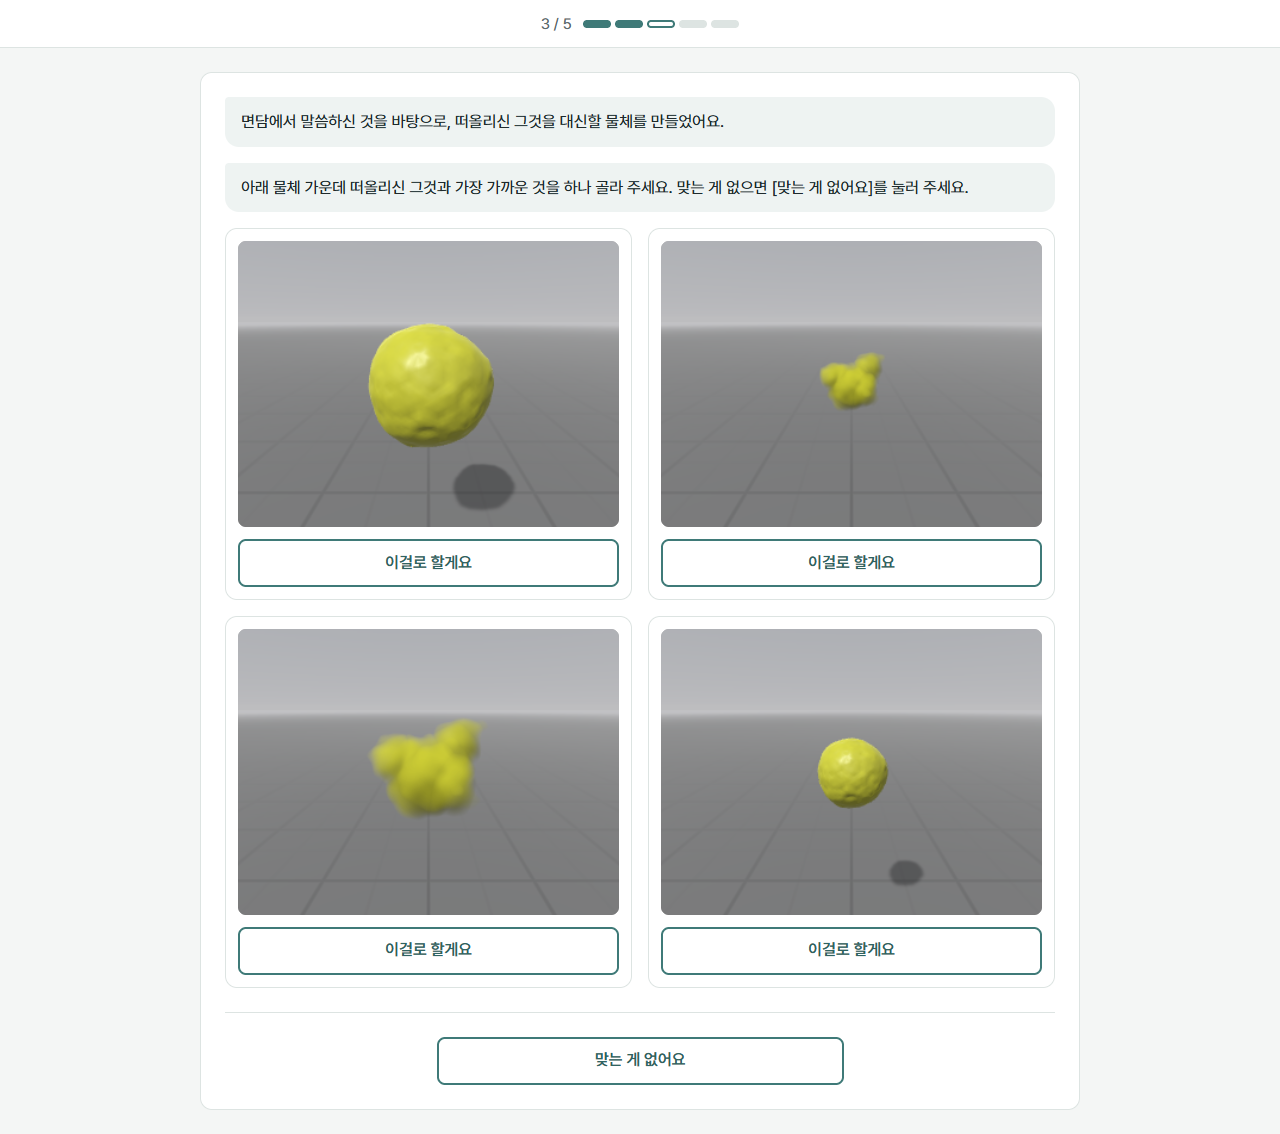 3 / 5
면담에서 말씀하신 것을 바탕으로, 떠올리신 그것을 대신할 물체를 만들었어요.
아래 물체 가운데 떠올리신 그것과 가장 가까운 것을 하나 골라 주세요. 맞는 게 없으면 [맞는 게 없어요]를 눌러 주세요.
이걸로 할게요
이걸로 할게요
이걸로 할게요
이걸로 할게요
맞는 게 없어요